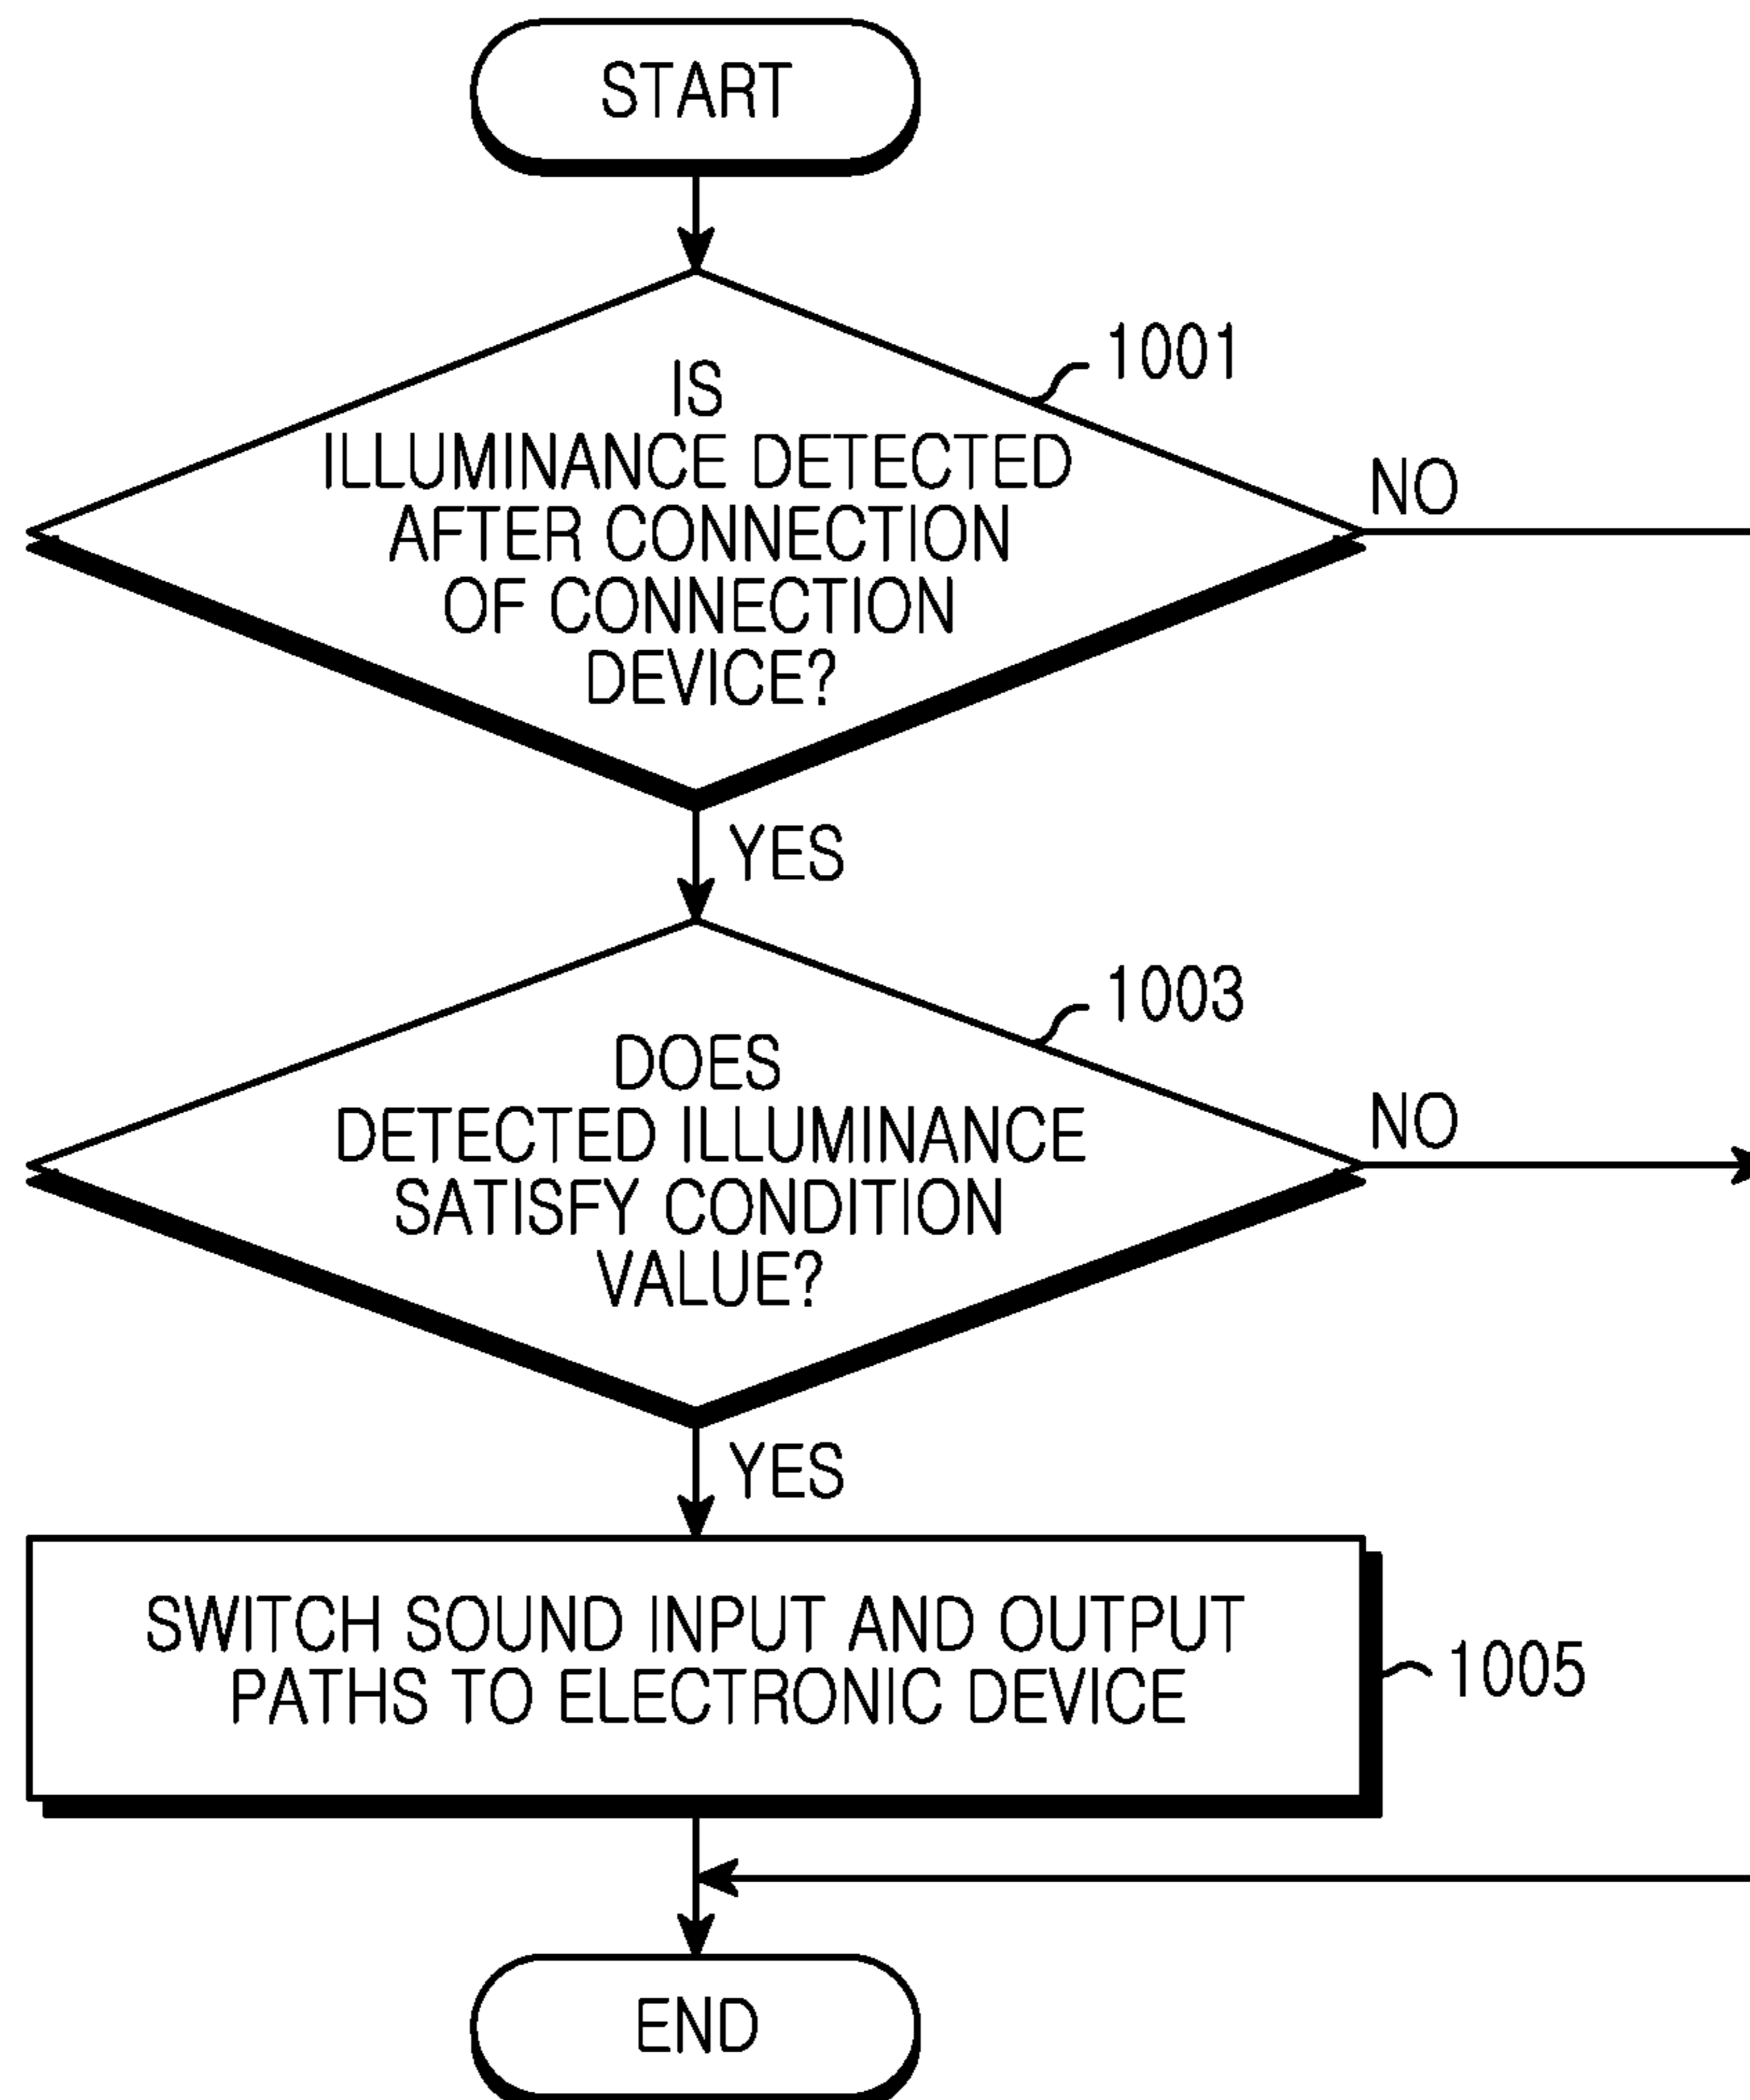 START
IS
ILLUMINANCE DETECTED
AFTER CONNECTION
OF CONNECTION
DEVICE?
1001
NO
YES
DOES
DETECTED ILLUMINANCE
SATISFY CONDITION
VALUE?
1003
NO
YES
SWITCH SOUND INPUT AND OUTPUT
PATHS TO ELECTRONIC DEVICE
1005
END